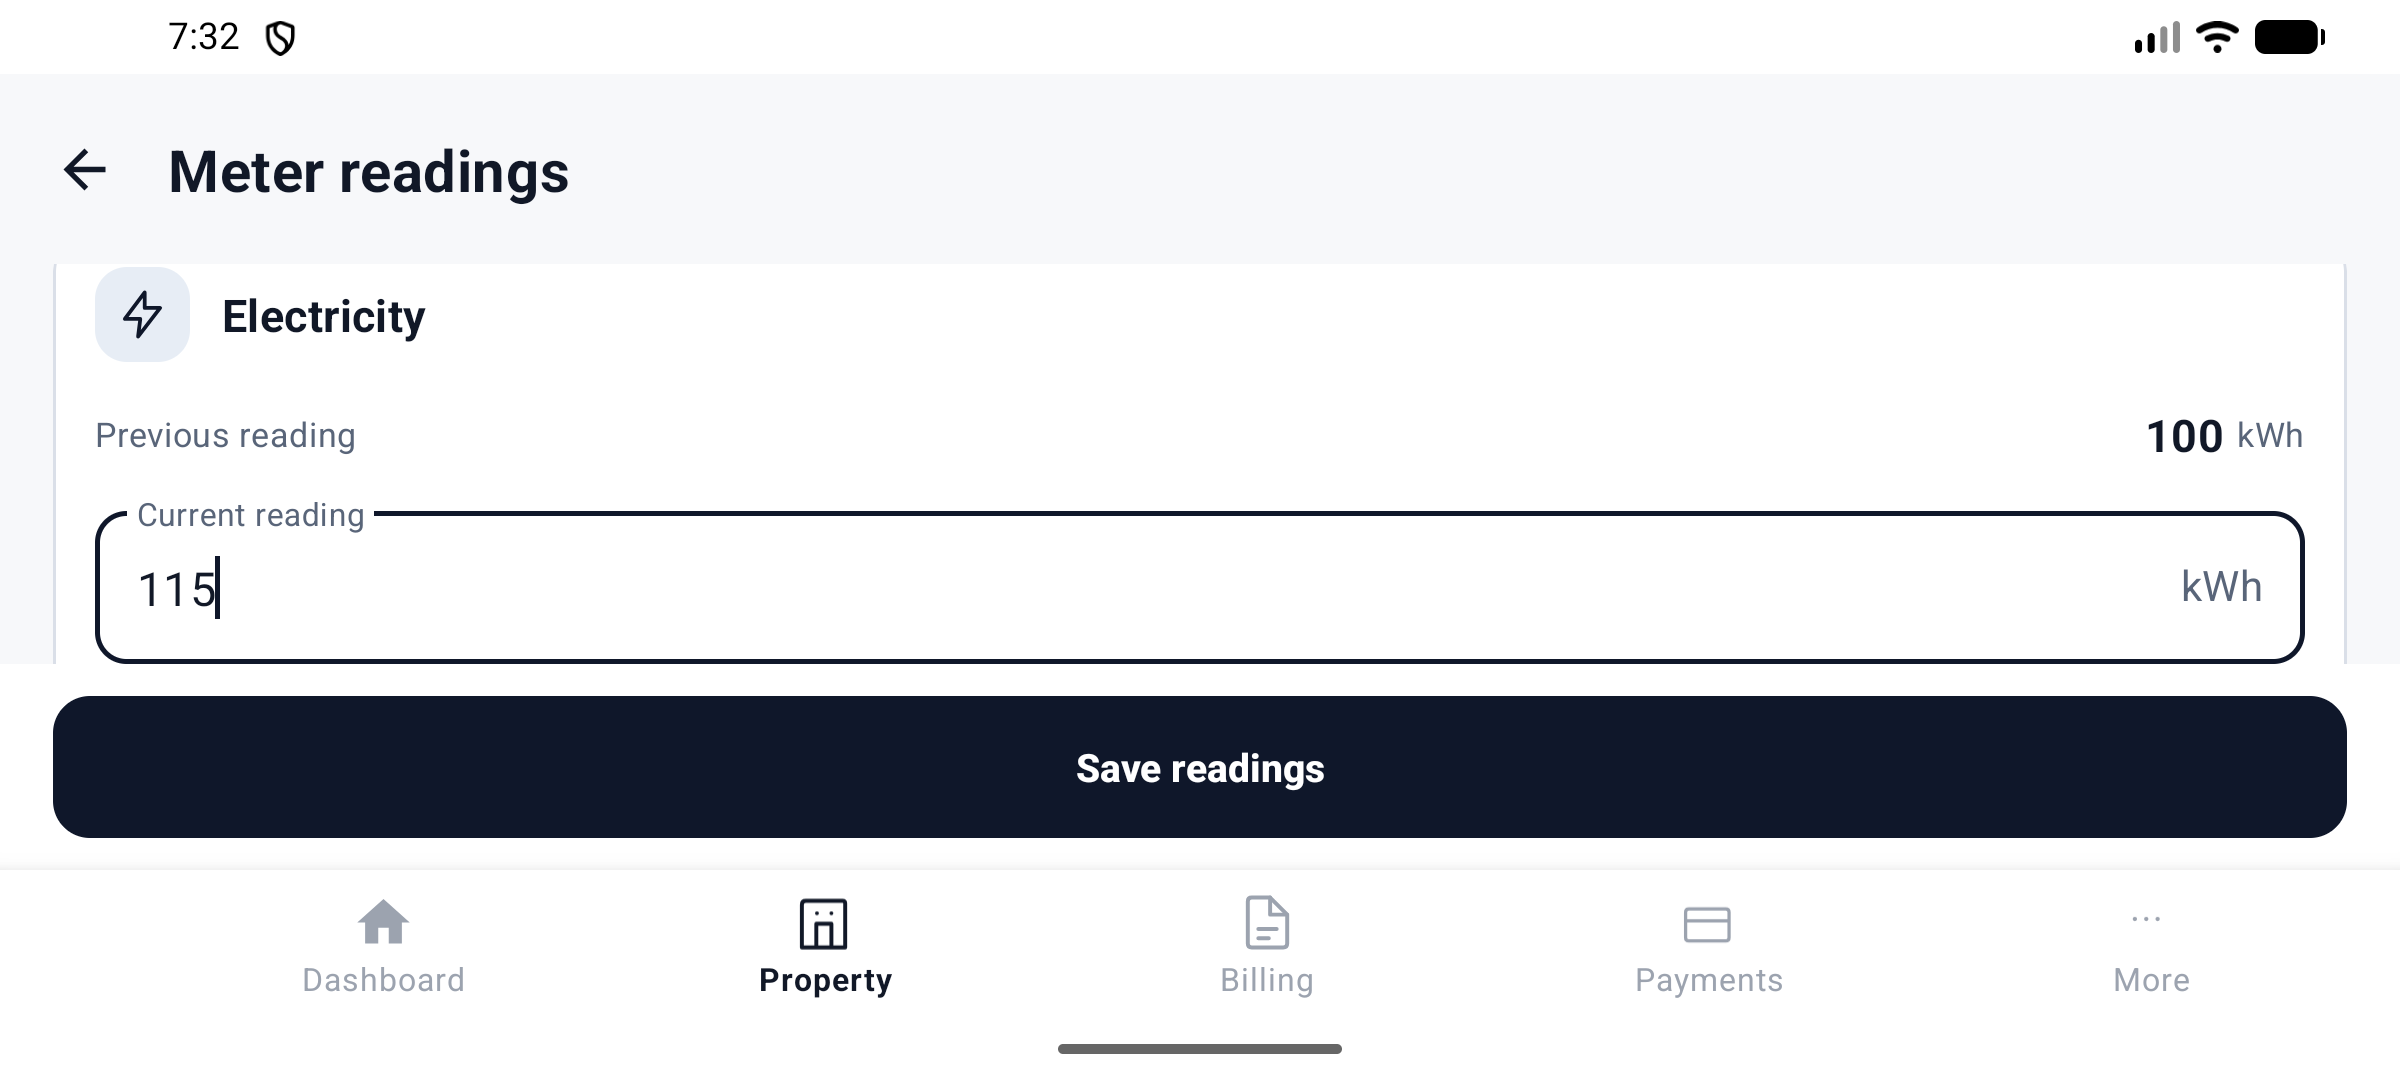 7:32
Meter readings
Electricity
Previous reading 100 kWh
Current reading
115 kWh
Save readings
Dashboard Property Billing Payments More